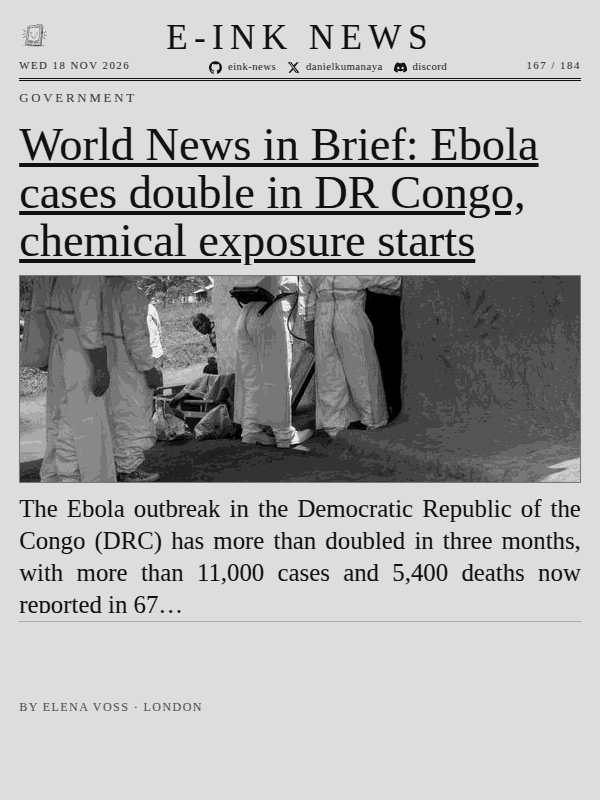 E-INK NEWS
WED 18 NOV 2026
eink-news danielkumanaya discord
167 / 184
GOVERNMENT
World News in Brief: Ebola
cases double in DR Congo,
chemical exposure starts
The Ebola outbreak in the Democratic Republic of the
Congo (DRC) has more than doubled in three months,
with more than 11,000 cases and 5,400 deaths now
reported in 67…
BY ELENA VOSS · LONDON